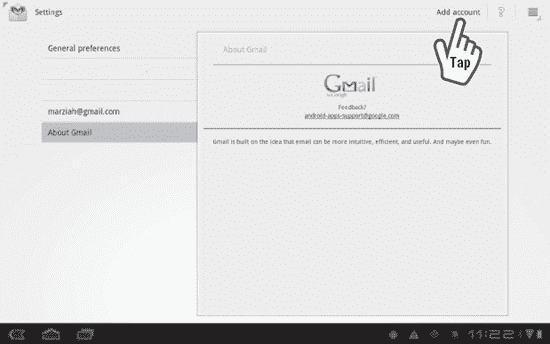 Settings
Add account
Tap
General preferences
marziah@gmail.com
About Gmail
About Gmail
Gmail
Feedback?
android-apps-support@google.com
Gmail is built on the idea that email can be more intuitive, efficient, and useful. And maybe even fun.
11:22